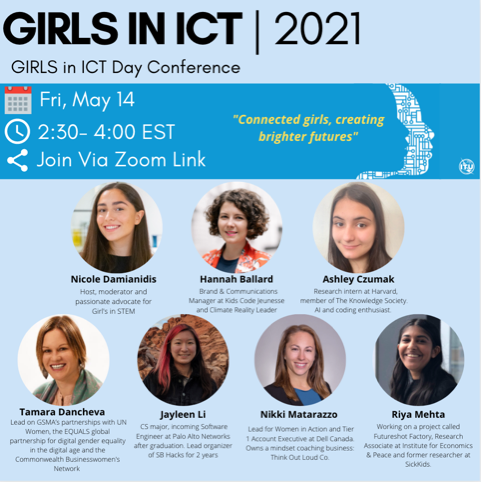 GIRLS IN ICT | 2021
GIRLS in ICT Day Conference
Fri, May 14
2:30- 4:00 EST
Join Via Zoom Link
"Connected girls, creating
brighter futures"
ITU
Nicole Damianidis
Host, moderator and
passionate advocate for
Girl's in STEM
Hannah Ballard
Brand & Communications
Manager at Kids Code Jeunesse
and Climate Reality Leader
Ashley Czumak
Research intern at Harvard,
member of The Knowledge Society.
AI and coding enthusiast.
Tamara Dancheva
Lead on GSMA's partnerships with UN
Women, the EQUALS global
partnership for digital gender equality
in the digital age and the
Commonwealth Businesswomen's
Network
Jayleen Li
CS major, incoming Software
Engineer at Palo Alto Networks
after graduation. Lead organizer
of SB Hacks for 2 years
Nikki Matarazzo
Lead for Women in Action and Tier
1 Account Executive at Dell Canada.
Owns a mindset coaching business:
Think Out Loud Co.
Riya Mehta
Working on a project called
Futureshot Factory, Research
Associate at Institute for Economics
& Peace and former researcher at
SickKids.